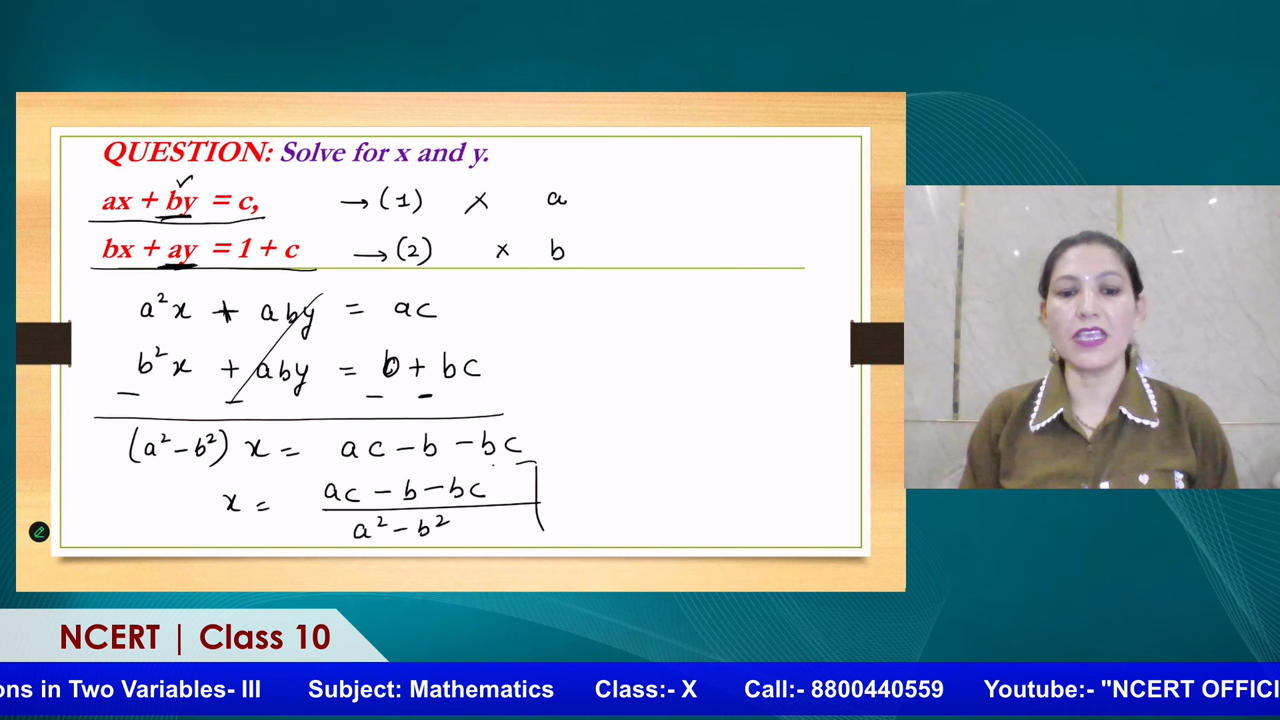 QUESTION: Solve for x and y.
ax + by = c, → (1) × a
bx + ay = 1 + c → (2) × b
a²x + aby = ac
b²x + aby = b + bc
− − − −
(a² − b²) x = ac − b − bc
x = ac − b − bc
a² − b²
NCERT | Class 10
ons in Two Variables- III Subject: Mathematics Class:- X Call:- 8800440559 Youtube:- "NCERT OFFICI